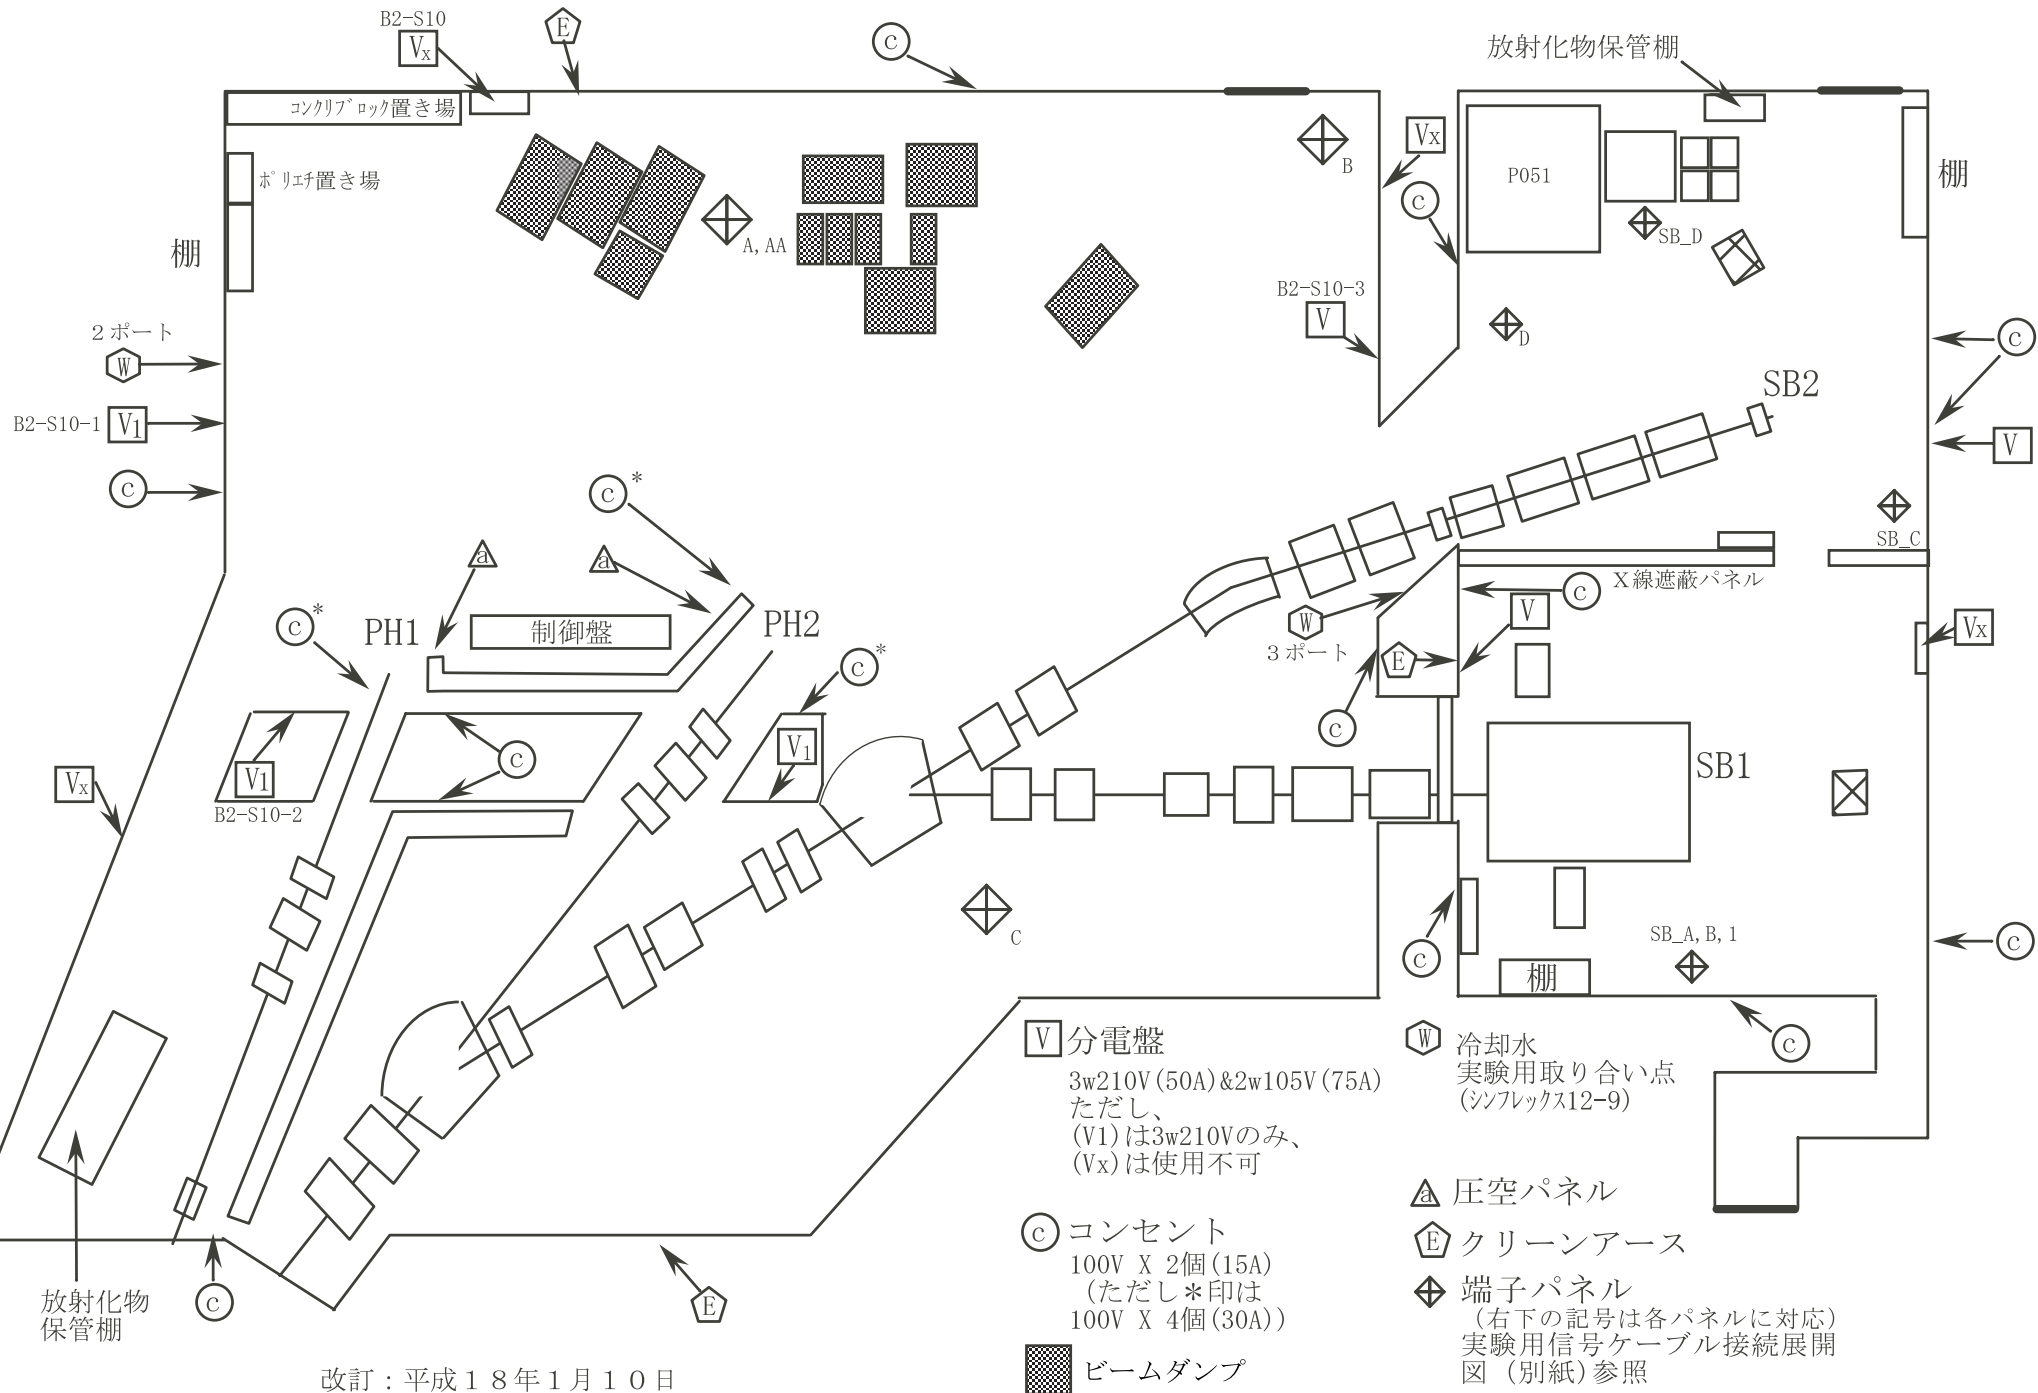 B2-S10
Vx
E
c
放射化物保管棚
コンクリブロック置き場
ポリエチ置き場
棚
A, AA
B
Vx
c
P051
SB_D
棚
2ポート
W
B2-S10-1
V1
c
B2-S10-3
V
D
SB2
c
V
SB_C
c*
a
a
c*
PH1
制御盤
PH2
c*
W
3ポート
E
c
X線遮蔽パネル
c
V
Vx
c
V1
B2-S10-2
Vx
V1
SB1
C
c
SB_A, B, 1
棚
c
c
放射化物
保管棚
c
E
V 分電盤
3w210V(50A)&2w105V(75A)
ただし、
(V1)は3w210Vのみ、
(Vx)は使用不可
c コンセント
100V X 2個(15A)
(ただし＊印は
100V X 4個(30A))
ビームダンプ
W 冷却水
実験用取り合い点
(シンフレックス12-9)
a 圧空パネル
E クリーンアース
端子パネル
(右下の記号は各パネルに対応)
実験用信号ケーブル接続展開
図 (別紙)参照
改訂：平成１８年１月１０日